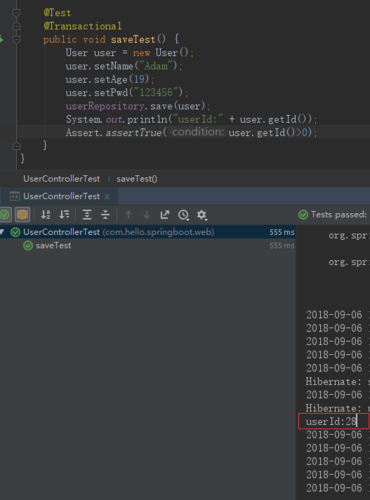 @Test
@Transactional
public void saveTest() {
User user = new User();
user.setName("Adam");
user.setAge(19);
user.setPwd("123456");
userRepository.save(user);
System.out.println("userId:" + user.getId());
Assert.assertTrue( condition: user.getId()>0);
}
}
UserControllerTest › saveTest()
UserControllerTest ×
Tests passed:
UserControllerTest (com.hello.springboot.web) 555 ms
saveTest 555 ms
org.spri
org.spri
2018-09-06
2018-09-06
2018-09-06
2018-09-06
2018-09-06
Hibernate:
2018-09-06
Hibernate:
userId:28
2018-09-06
2018-09-06
2018-09-06
2018-09-06
2018-09-06